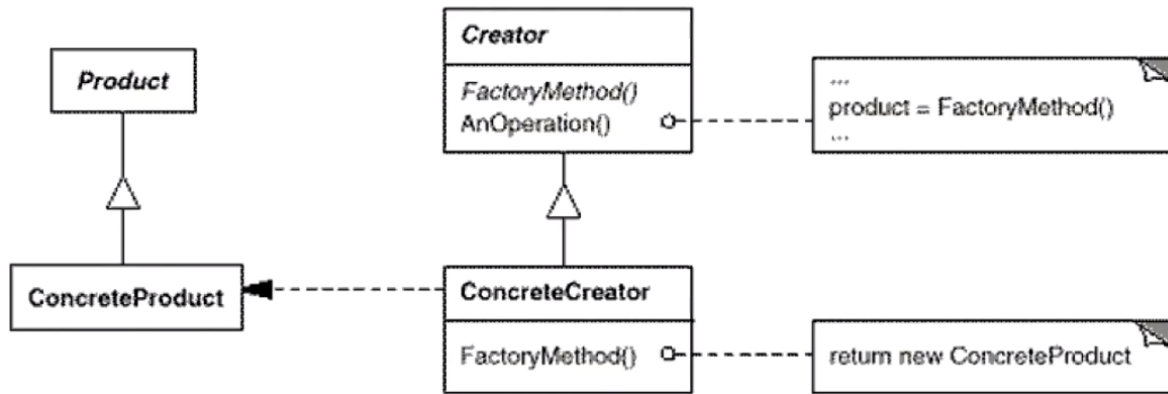 Product
Creator
FactoryMethod()
AnOperation()
...
product = FactoryMethod()
...
ConcreteProduct
ConcreteCreator
FactoryMethod()
return new ConcreteProduct